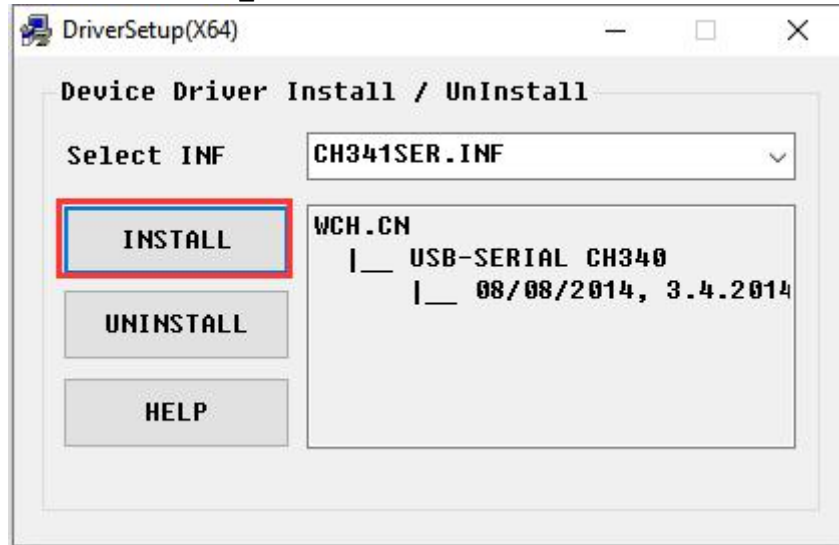 DriverSetup(X64)
Device Driver Install / UnInstall
Select INF
CH341SER.INF
INSTALL
UNINSTALL
HELP
WCH.CN
|__ USB-SERIAL CH340
|__ 08/08/2014, 3.4.2014